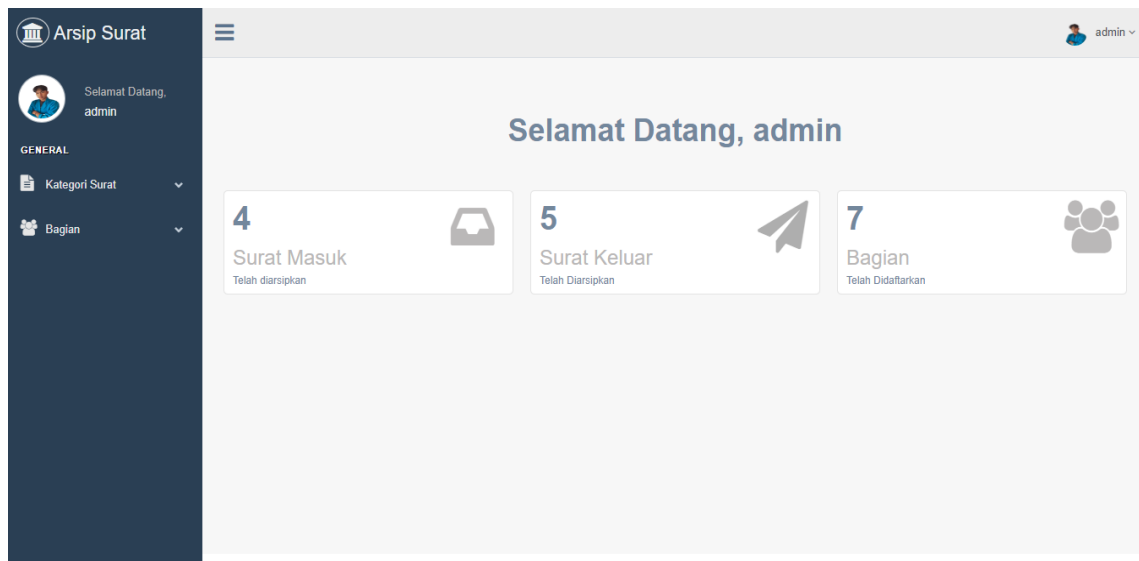 Arsip Surat
admin
Selamat Datang,
admin
GENERAL
Kategori Surat
Bagian
Selamat Datang, admin
4
Surat Masuk
Telah diarsipkan
5
Surat Keluar
Telah Diarsipkan
7
Bagian
Telah Didaftarkan